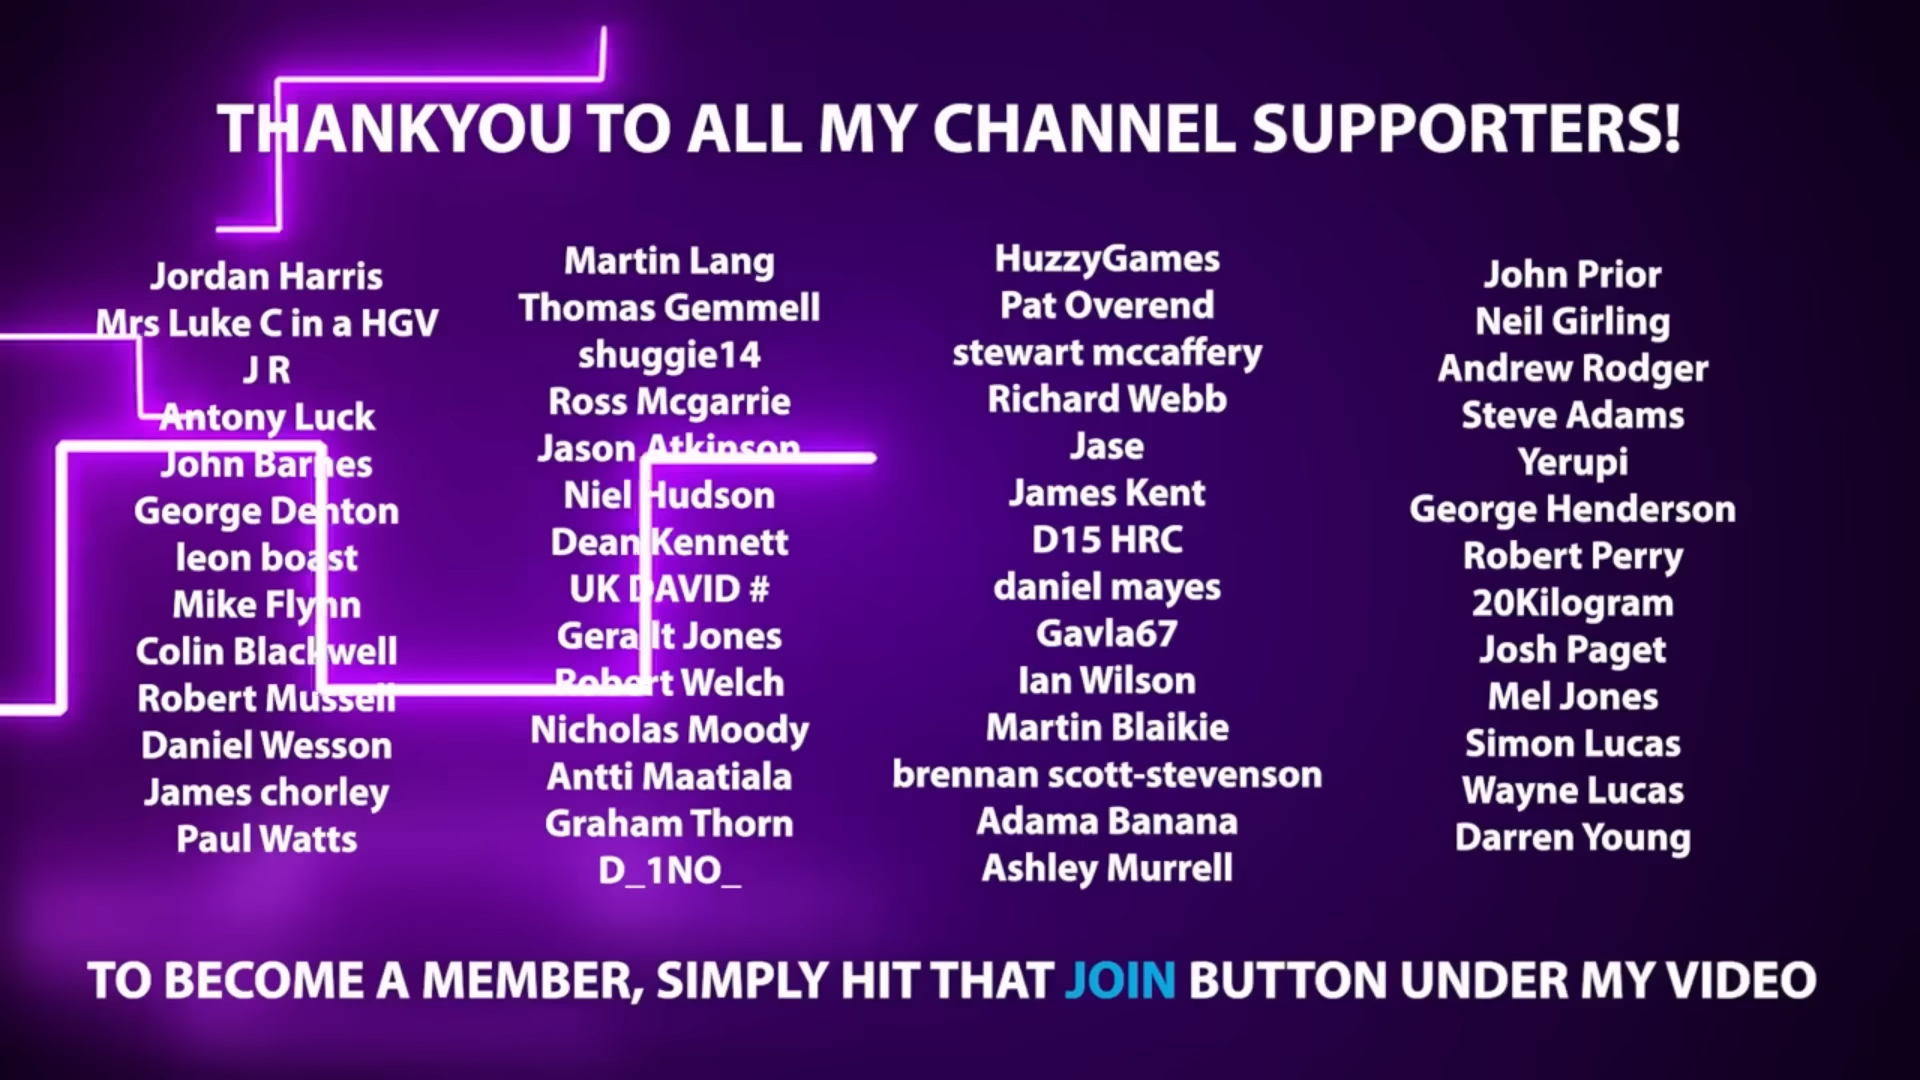 THANKYOU TO ALL MY CHANNEL SUPPORTERS!
Jordan Harris
Mrs Luke C in a HGV
J R
Antony Luck
John Barnes
George Denton
leon boast
Mike Flynn
Colin Blackwell
Robert Mussell
Daniel Wesson
James chorley
Paul Watts
Martin Lang
Thomas Gemmell
shuggie14
Ross Mcgarrie
Jason Atkinson
Niel Hudson
Dean Kennett
UK DAVID #
Geralt Jones
Robert Welch
Nicholas Moody
Antti Maatiala
Graham Thorn
D_1NO_
HuzzyGames
Pat Overend
stewart mccaffery
Richard Webb
Jase
James Kent
D15 HRC
daniel mayes
Gavla67
Ian Wilson
Martin Blaikie
brennan scott-stevenson
Adama Banana
Ashley Murrell
John Prior
Neil Girling
Andrew Rodger
Steve Adams
Yerupi
George Henderson
Robert Perry
20Kilogram
Josh Paget
Mel Jones
Simon Lucas
Wayne Lucas
Darren Young
TO BECOME A MEMBER, SIMPLY HIT THAT JOIN BUTTON UNDER MY VIDEO